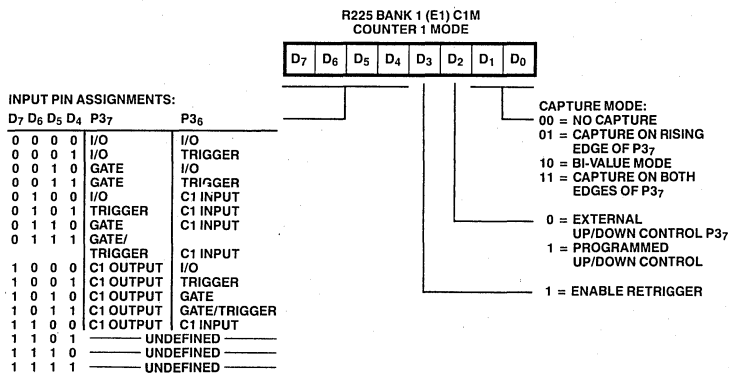 R225 BANK 1 (E1) C1M
COUNTER 1 MODE
D7 D6 D5 D4 D3 D2 D1 D0
INPUT PIN ASSIGNMENTS:
D7 D6 D5 D4 P37 P36
0 0 0 0 I/O I/O
0 0 0 1 I/O TRIGGER
0 0 1 0 GATE I/O
0 0 1 1 GATE TRIGGER
0 1 0 0 I/O C1 INPUT
0 1 0 1 TRIGGER C1 INPUT
0 1 1 0 GATE C1 INPUT
0 1 1 1 GATE/
TRIGGER C1 INPUT
1 0 0 0 C1 OUTPUT I/O
1 0 0 1 C1 OUTPUT TRIGGER
1 0 1 0 C1 OUTPUT GATE
1 0 1 1 C1 OUTPUT GATE/TRIGGER
1 1 0 0 C1 OUTPUT C1 INPUT
1 1 0 1 UNDEFINED
1 1 1 0 UNDEFINED
1 1 1 1 UNDEFINED
CAPTURE MODE:
00 = NO CAPTURE
01 = CAPTURE ON RISING
EDGE OF P37
10 = BI-VALUE MODE
11 = CAPTURE ON BOTH
EDGES OF P37
0 = EXTERNAL
UP/DOWN CONTROL P37
1 = PROGRAMMED
UP/DOWN CONTROL
1 = ENABLE RETRIGGER